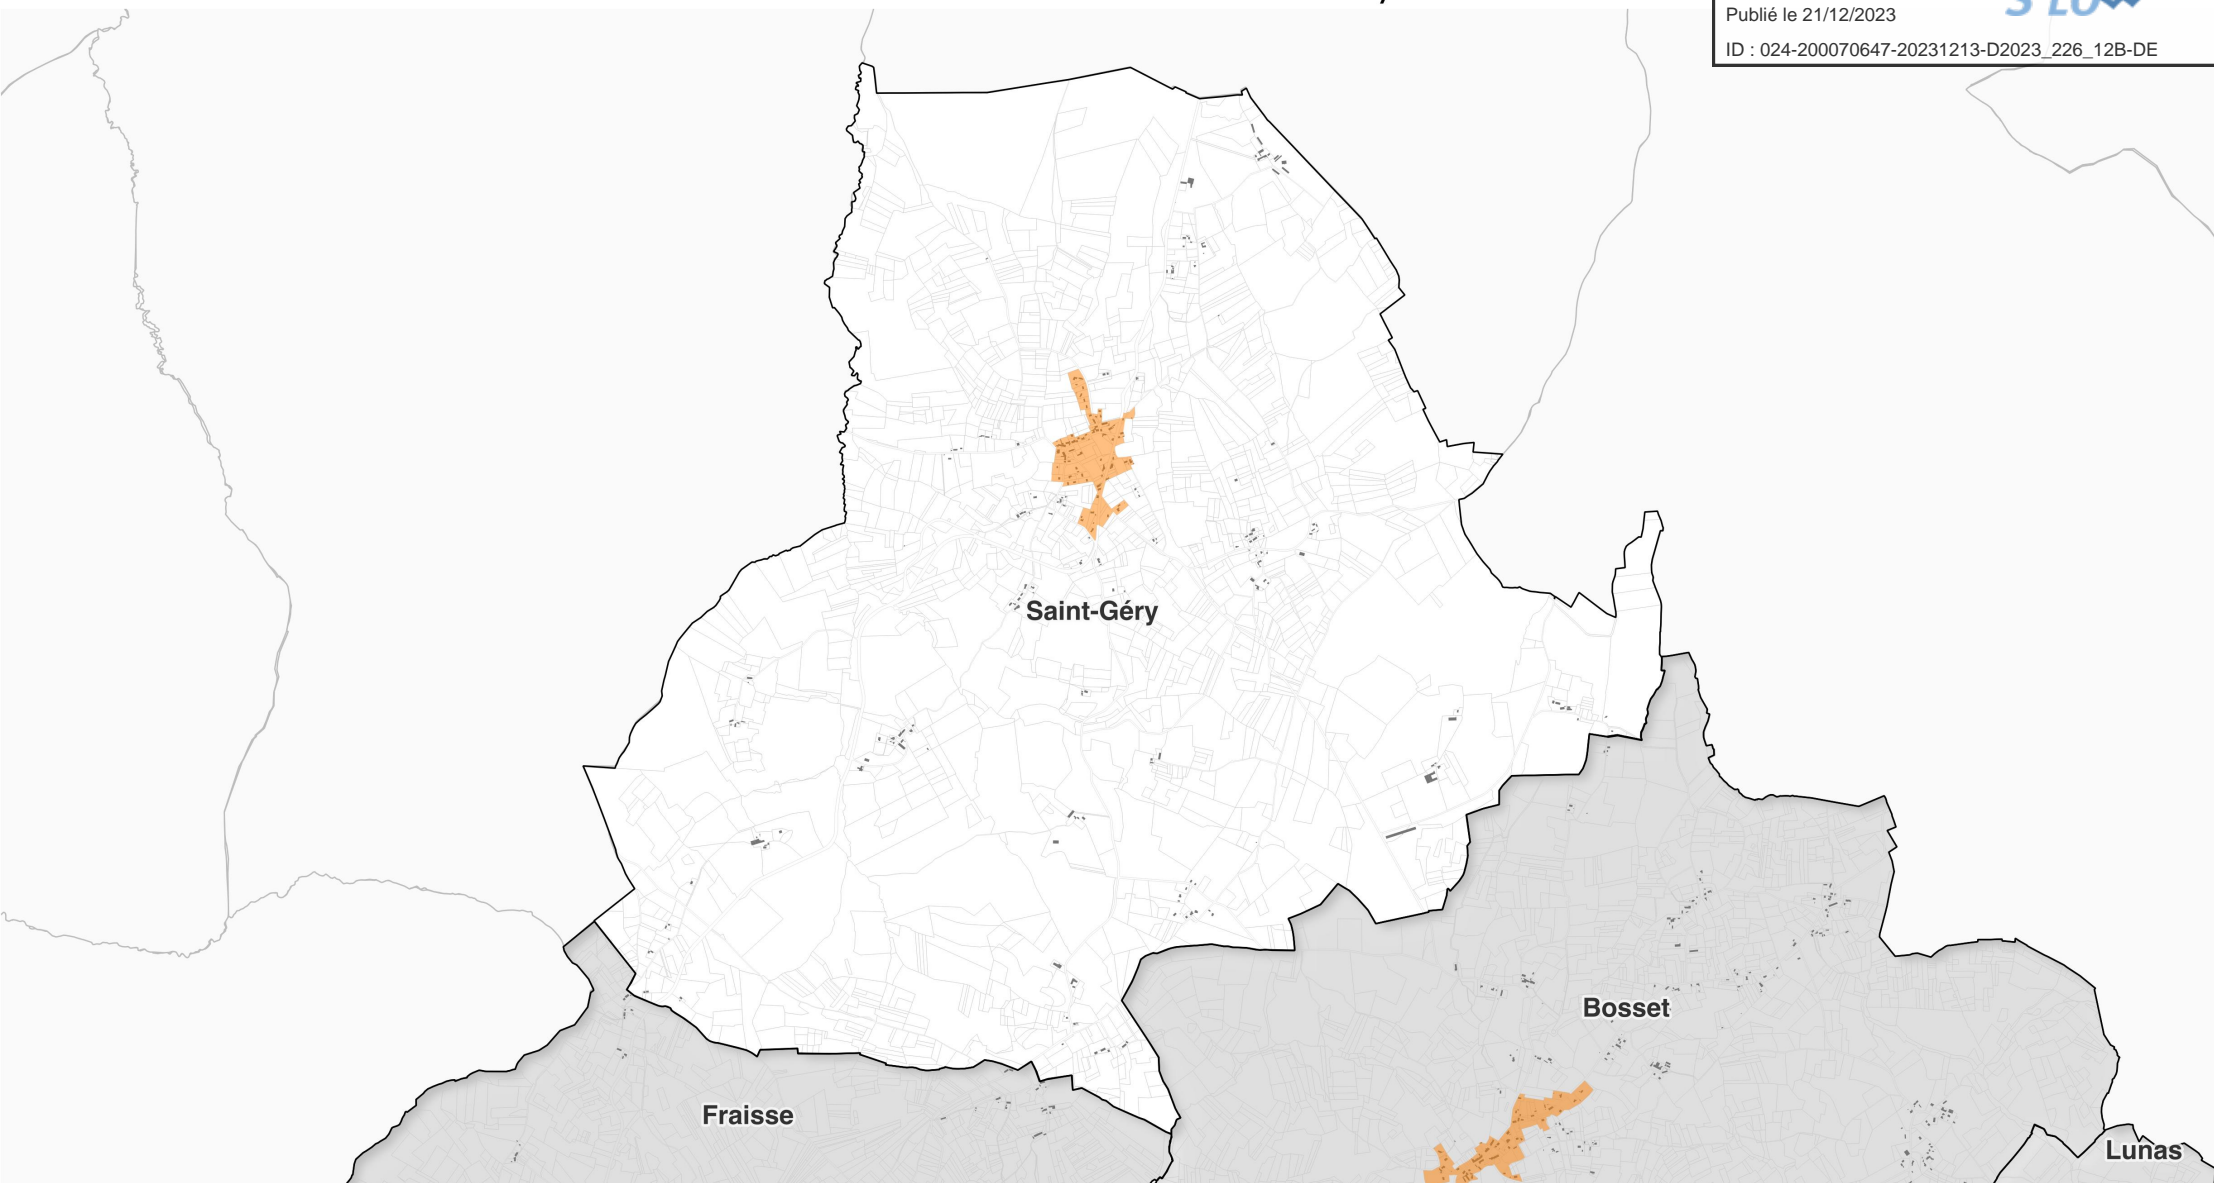 Publié le 21/12/2023
ID : 024-200070647-20231213-D2023_226_12B-DE
Saint-Géry
Bosset
Fraisse
Lunas